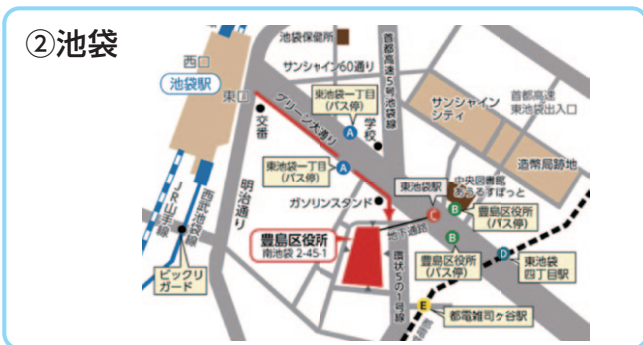 ②池袋
池袋保健所
サンシャイン60通り
首都高速5号池袋線
西口
池袋駅
東口
交番
グリーン大通り
東池袋一丁目
(バス停)
A
学校
サンシャイン
シティ
首都高速
東池袋出入口
東池袋一丁目
(バス停)
A
造幣局跡地
明治通り
ガソリンスタンド
東池袋駅
中央図書館
あうるすぽっと
C
B
豊島区役所
(バス停)
JR山手線
西武池袋線
豊島区役所
南池袋 2-45-1
地下通路
B
豊島区役所
(バス停)
D
東池袋
四丁目駅
環状5の1号線
ビックリ
ガード
E
都電雑司ヶ谷駅